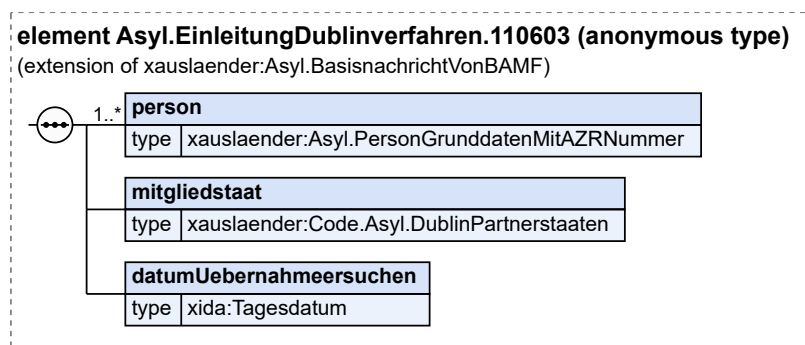 element Asyl.EinleitungDublinverfahren.110603 (anonymous type)
(extension of xauslaender:Asyl.BasisnachrichtVonBAMF)
1..* person
type xauslaender:Asyl.PersonGrunddatenMitAZRNummer
mitgliedstaat
type xauslaender:Code.Asyl.DublinPartnerstaaten
datumUebernahmeersuchen
type xida:Tagesdatum